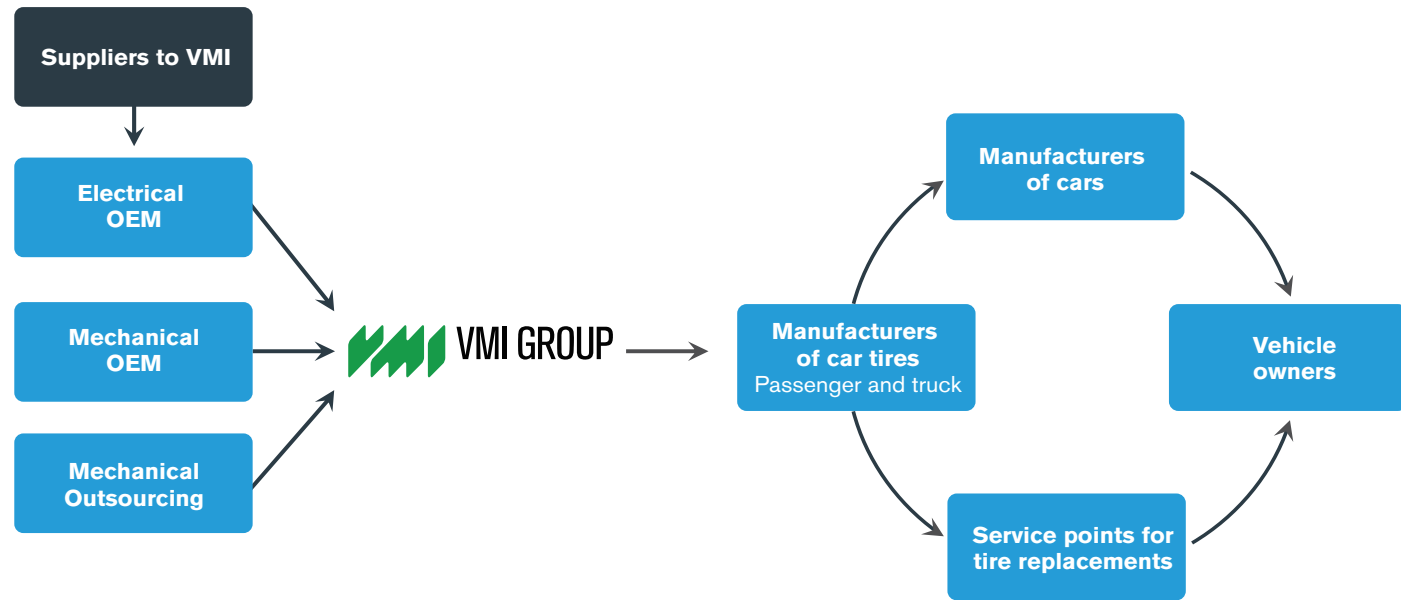 Suppliers to VMI
Electrical
OEM
Mechanical
OEM
Mechanical
Outsourcing
VMI GROUP
Manufacturers
of car tires
Passenger and truck
Manufacturers
of cars
Service points for
tire replacements
Vehicle
owners